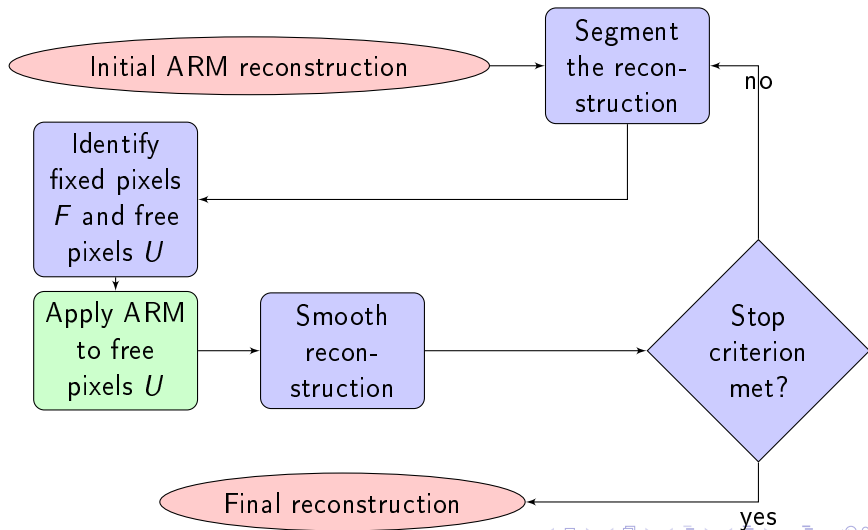 Initial ARM reconstruction
Segment
the recon-
struction
no
Identify
fixed pixels
F and free
pixels U
Apply ARM
to free
pixels U
Smooth
recon-
struction
Stop
criterion
met?
Final reconstruction
yes